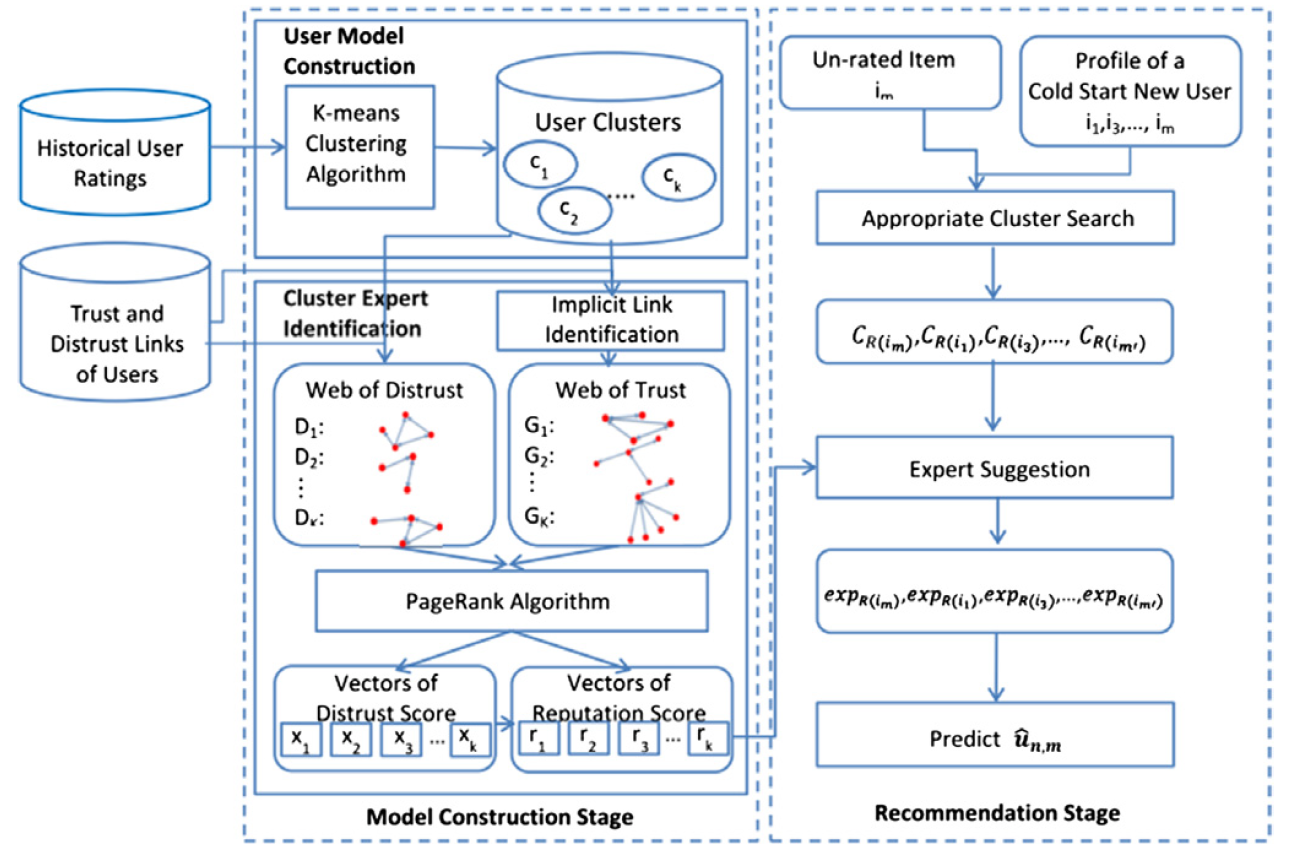 User Model
Construction
Historical User
Ratings
K-means
Clustering
Algorithm
User Clusters
c1
c2
....
ck
Trust and
Distrust Links
of Users
Cluster Expert
Identification
Implicit Link
Identification
Web of Distrust
D1:
D2:
⋮
DK:
Web of Trust
G1:
G2:
⋮
GK:
PageRank Algorithm
Vectors of
Distrust Score
x1 x2 x3 ... xk
Vectors of
Reputation Score
r1 r2 r3 ... rk
Model Construction Stage
Un-rated Item
im
Profile of a
Cold Start New User
i1,i3,..., im
Appropriate Cluster Search
CR(im),CR(i1),CR(i3),..., CR(im′)
Expert Suggestion
expR(im),expR(i1),expR(i3),...,expR(im′)
Predict ûn,m
Recommendation Stage